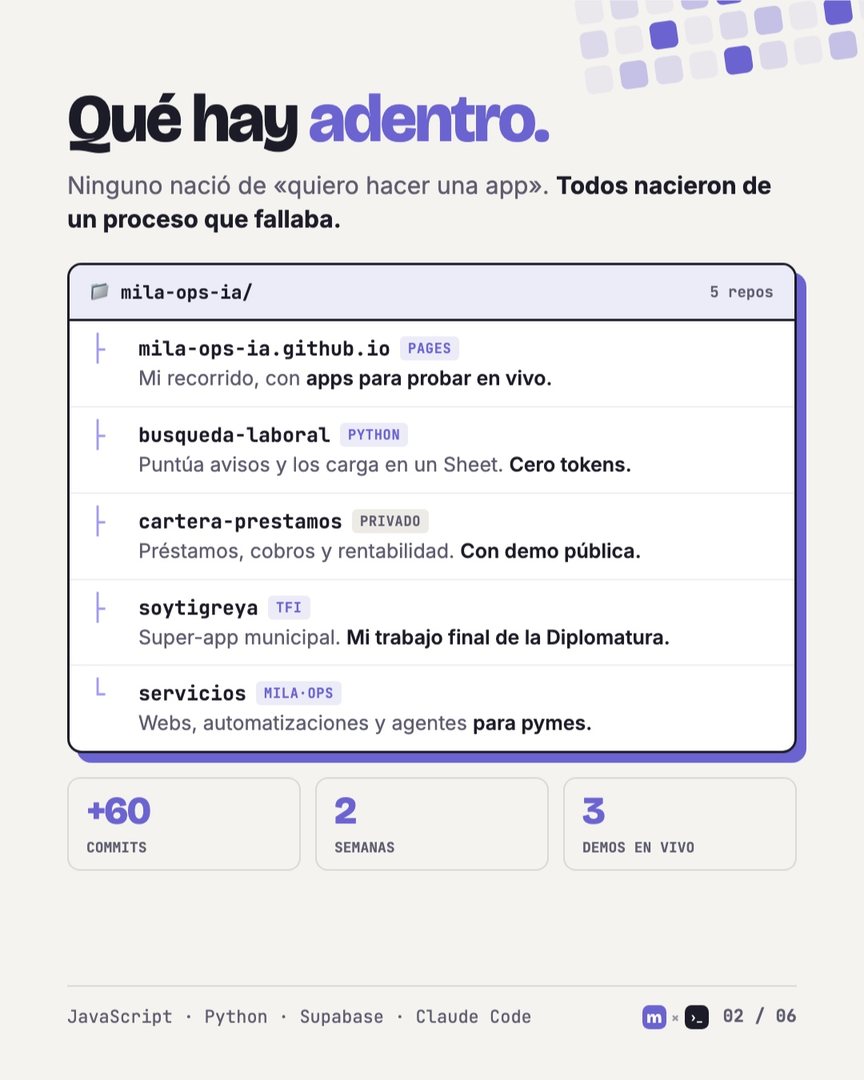 Qué hay adentro.
Ninguno nació de «quiero hacer una app». Todos nacieron de
un proceso que fallaba.
mila-ops-ia/ 5 repos
mila-ops-ia.github.io PAGES
Mi recorrido, con apps para probar en vivo.
busqueda-laboral PYTHON
Puntúa avisos y los carga en un Sheet. Cero tokens.
cartera-prestamos PRIVADO
Préstamos, cobros y rentabilidad. Con demo pública.
soytigreya TFI
Super-app municipal. Mi trabajo final de la Diplomatura.
servicios MILA·OPS
Webs, automatizaciones y agentes para pymes.
+60 2 3
COMMITS SEMANAS DEMOS EN VIVO
JavaScript · Python · Supabase · Claude Code m × >_ 02 / 06